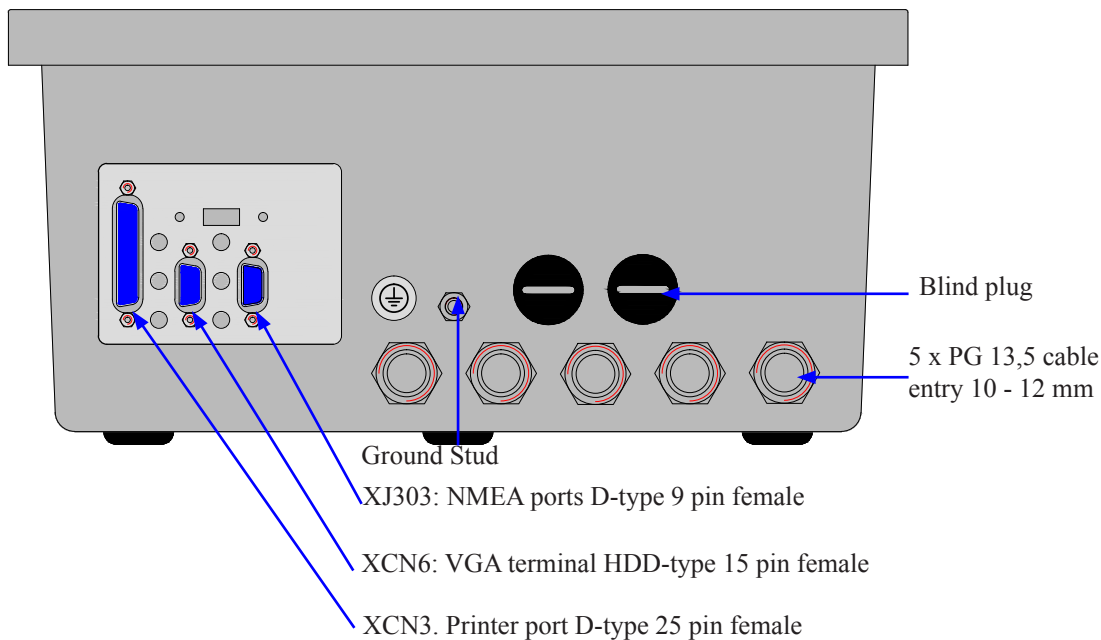 Blind plug
5 x PG 13,5 cable
entry 10 - 12 mm
Ground Stud
XJ303: NMEA ports D-type 9 pin female
XCN6: VGA terminal HDD-type 15 pin female
XCN3. Printer port D-type 25 pin female